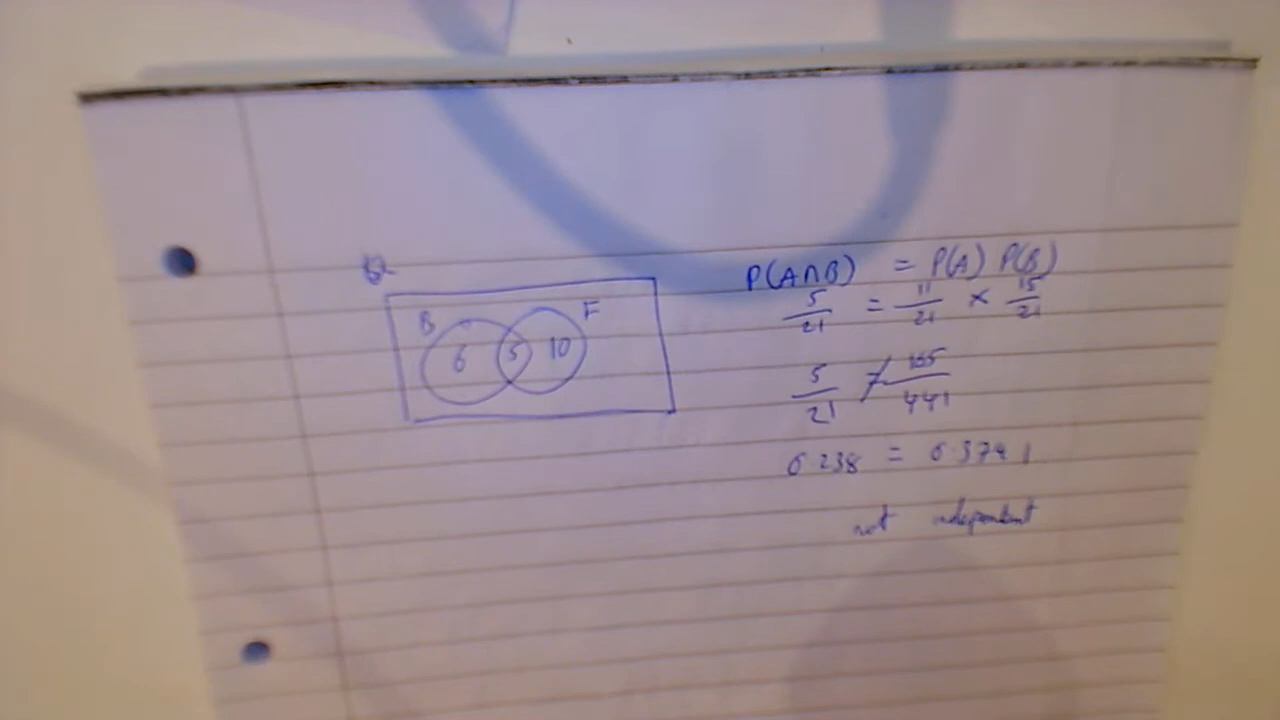 B F
6 5 10
P(A∩B) = P(A) P(B)
5/21 = 11/21 × 15/21
5/21 ≠ 165/441
0.238 = 0.3741
not independent